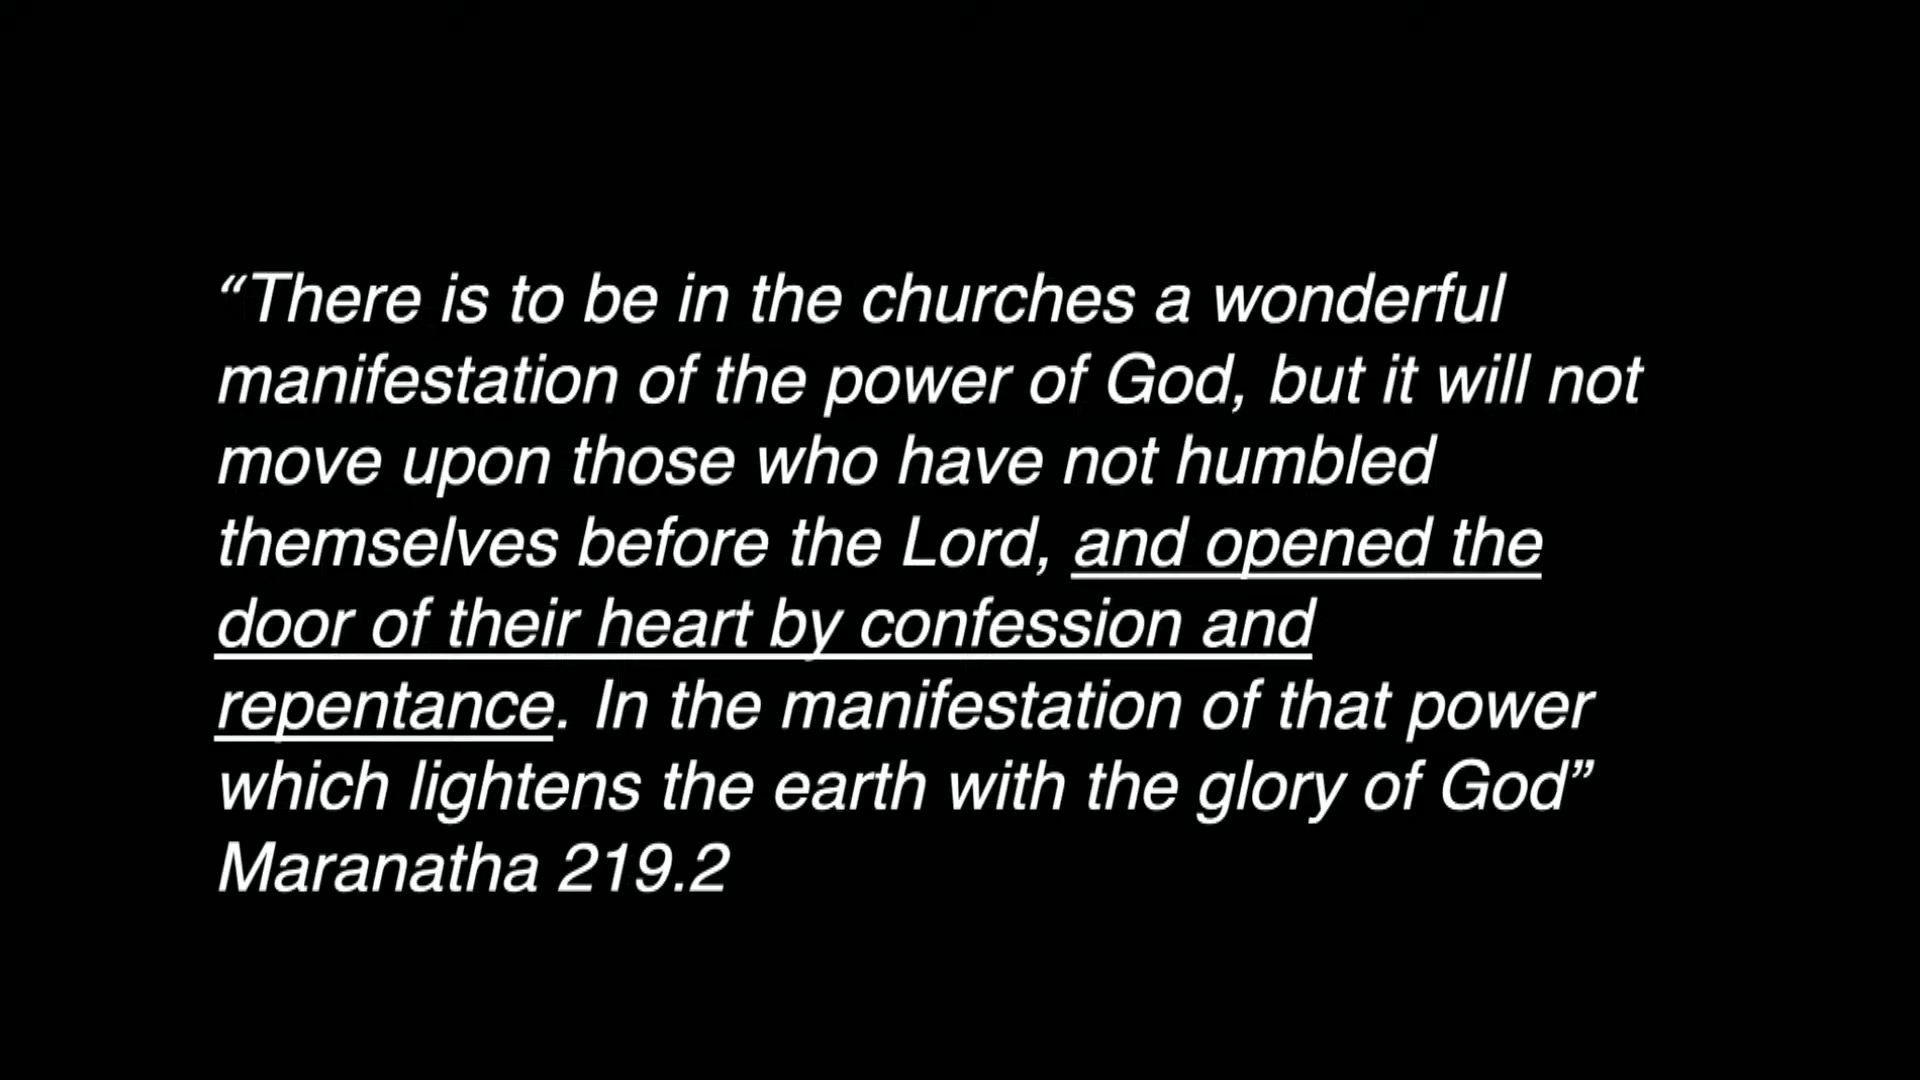 “There is to be in the churches a wonderful
manifestation of the power of God, but it will not
move upon those who have not humbled
themselves before the Lord, and opened the
door of their heart by confession and
repentance. In the manifestation of that power
which lightens the earth with the glory of God”
Maranatha 219.2